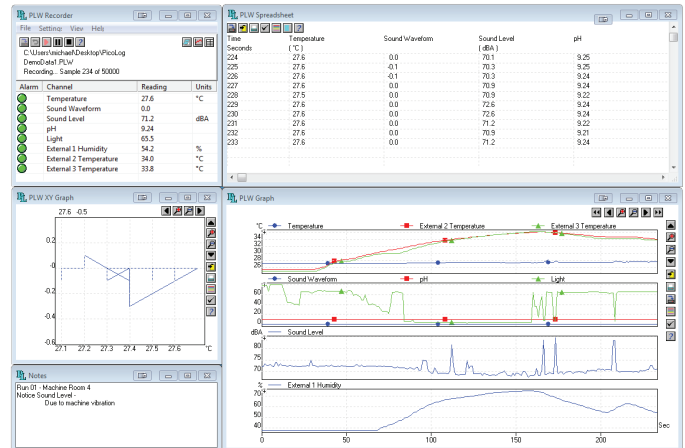 PLW Recorder
File Settings View Help
C:\Users\michael\Desktop\PicoLog
DemoData1.PLW
Recording... Sample 234 of 50000
Alarm Channel Reading Units
Temperature 27.6 °C
Sound Waveform 0.0
Sound Level 71.2 dBA
pH 9.24
Light 65.5
External 1 Humidity 54.2 %
External 2 Temperature 34.0 °C
External 3 Temperature 33.8 °C
PLW Spreadsheet
Time Temperature Sound Waveform Sound Level pH
Seconds (°C) (dBA)
224 27.6 0.0 70.1 9.25
225 27.6 -0.1 70.3 9.25
226 27.6 -0.1 70.3 9.24
227 27.6 0.0 70.9 9.24
228 27.5 0.0 70.9 9.22
229 27.6 0.0 72.6 9.24
230 27.6 0.0 72.6 9.24
231 27.6 0.0 71.2 9.22
232 27.6 0.0 70.9 9.21
233 27.6 0.0 71.2 9.24
PLW XY Graph
27.6 -0.5
0.2
-0
-0.2
-0.4
-0.6
27.1 27.2 27.3 27.4 27.5 27.6 °C
Notes
Run 01 - Machine Room 4
Notice Sound Level -
Due to machine vibration
PLW Graph
°C Temperature External 2 Temperature External 3 Temperature
34
32
30
28
26
Sound Waveform pH Light
60
40
20
0
dBA Sound Level
80
75
70
% External 1 Humidity
70
60
50
40
0 50 100 150 200 Sec